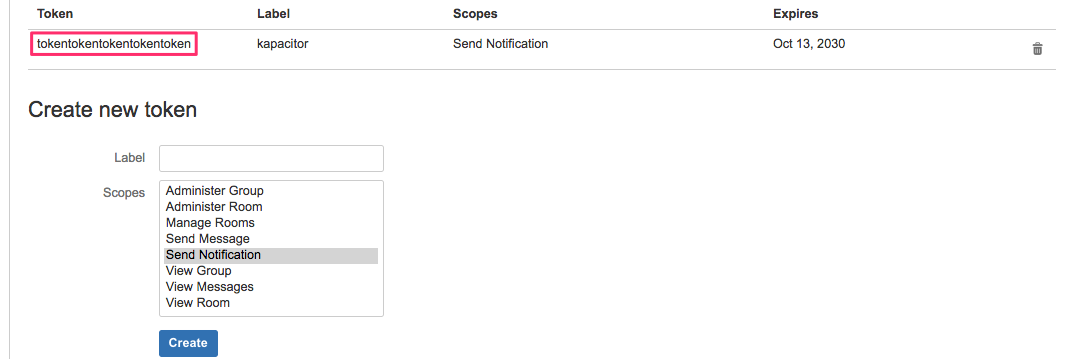 Token Label Scopes Expires
tokentokentokentokentoken kapacitor Send Notification Oct 13, 2030
Create new token
Label
Scopes
Administer Group
Administer Room
Manage Rooms
Send Message
Send Notification
View Group
View Messages
View Room
Create